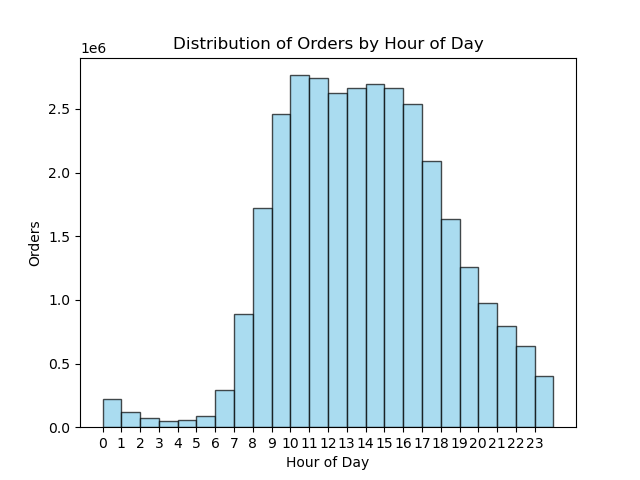 Distribution of Orders by Hour of Day
1e6
2.5
2.0
1.5
1.0
0.5
0.0
Orders
0 1 2 3 4 5 6 7 8 9 10 11 12 13 14 15 16 17 18 19 20 21 22 23
Hour of Day